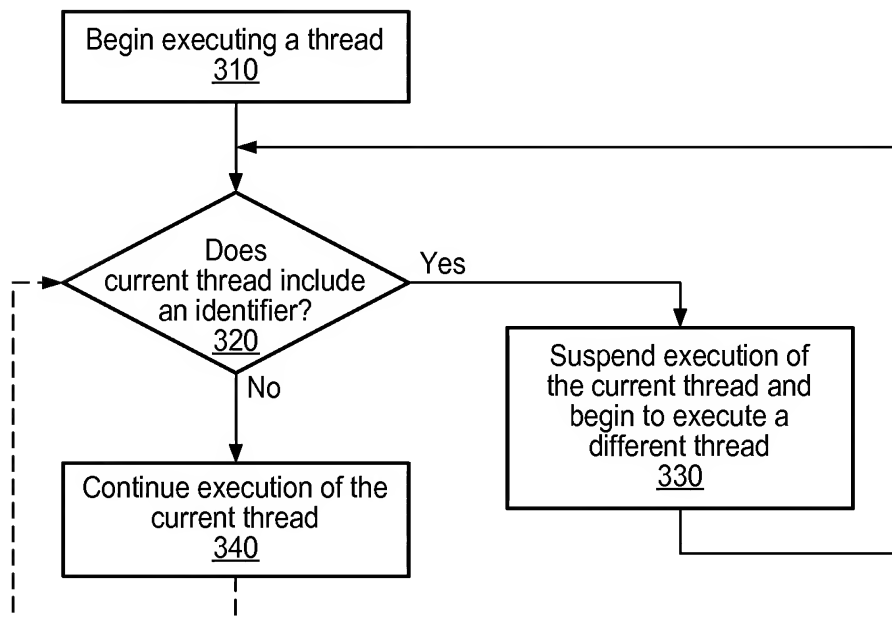 Begin executing a thread
310
Does
current thread include
an identifier?
320
Yes
No
Suspend execution of
the current thread and
begin to execute a
different thread
330
Continue execution of the
current thread
340